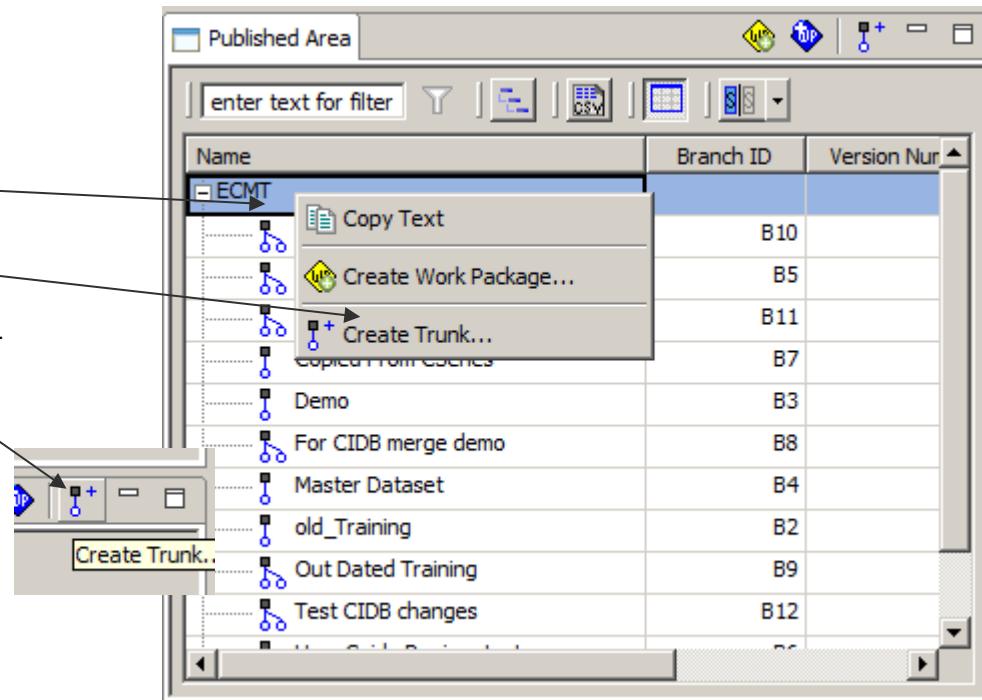 Published Area
enter text for filter
CSV
Name Branch ID Version Nur
ECMT
Copy Text
B10
Create Work Package...
B5
B11
Create Trunk...
B7
Demo B3
For CIDB merge demo B8
Master Dataset B4
old_Training B2
Create Trunk..
Out Dated Training B9
Test CIDB changes B12